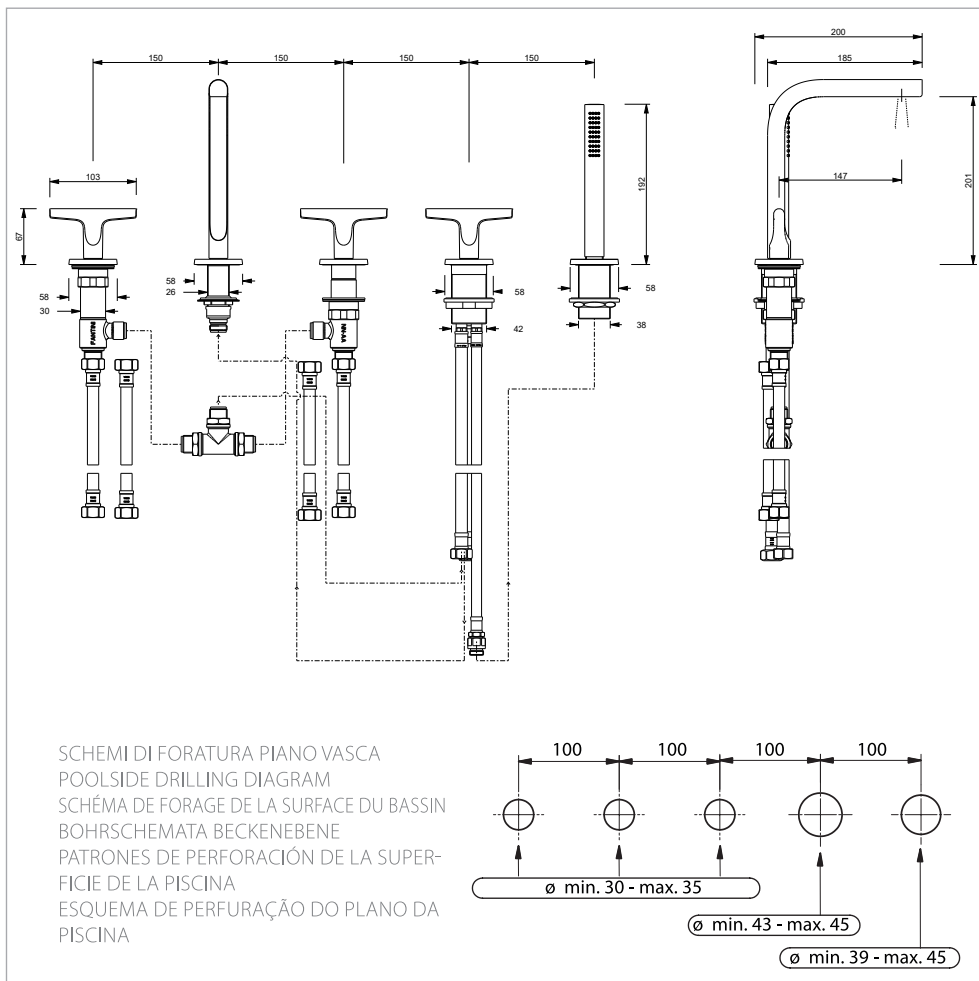 200
150
150
150
150
185
103
192
147
201
67
58
26
58
58
58
30
FANTINI
42
38
SCHEMI DI FORATURA PIANO VASCA
POOLSIDE DRILLING DIAGRAM
SCHÉMA DE FORAGE DE LA SURFACE DU BASSIN
BOHRSCHEMATA BECKENEBENE
PATRONES DE PERFORACIÓN DE LA SUPER-
FICIE DE LA PISCINA
ESQUEMA DE PERFURAÇÃO DO PLANO DA
PISCINA
100
100
100
100
ø min. 30 - max. 35
ø min. 43 - max. 45
ø min. 39 - max. 45